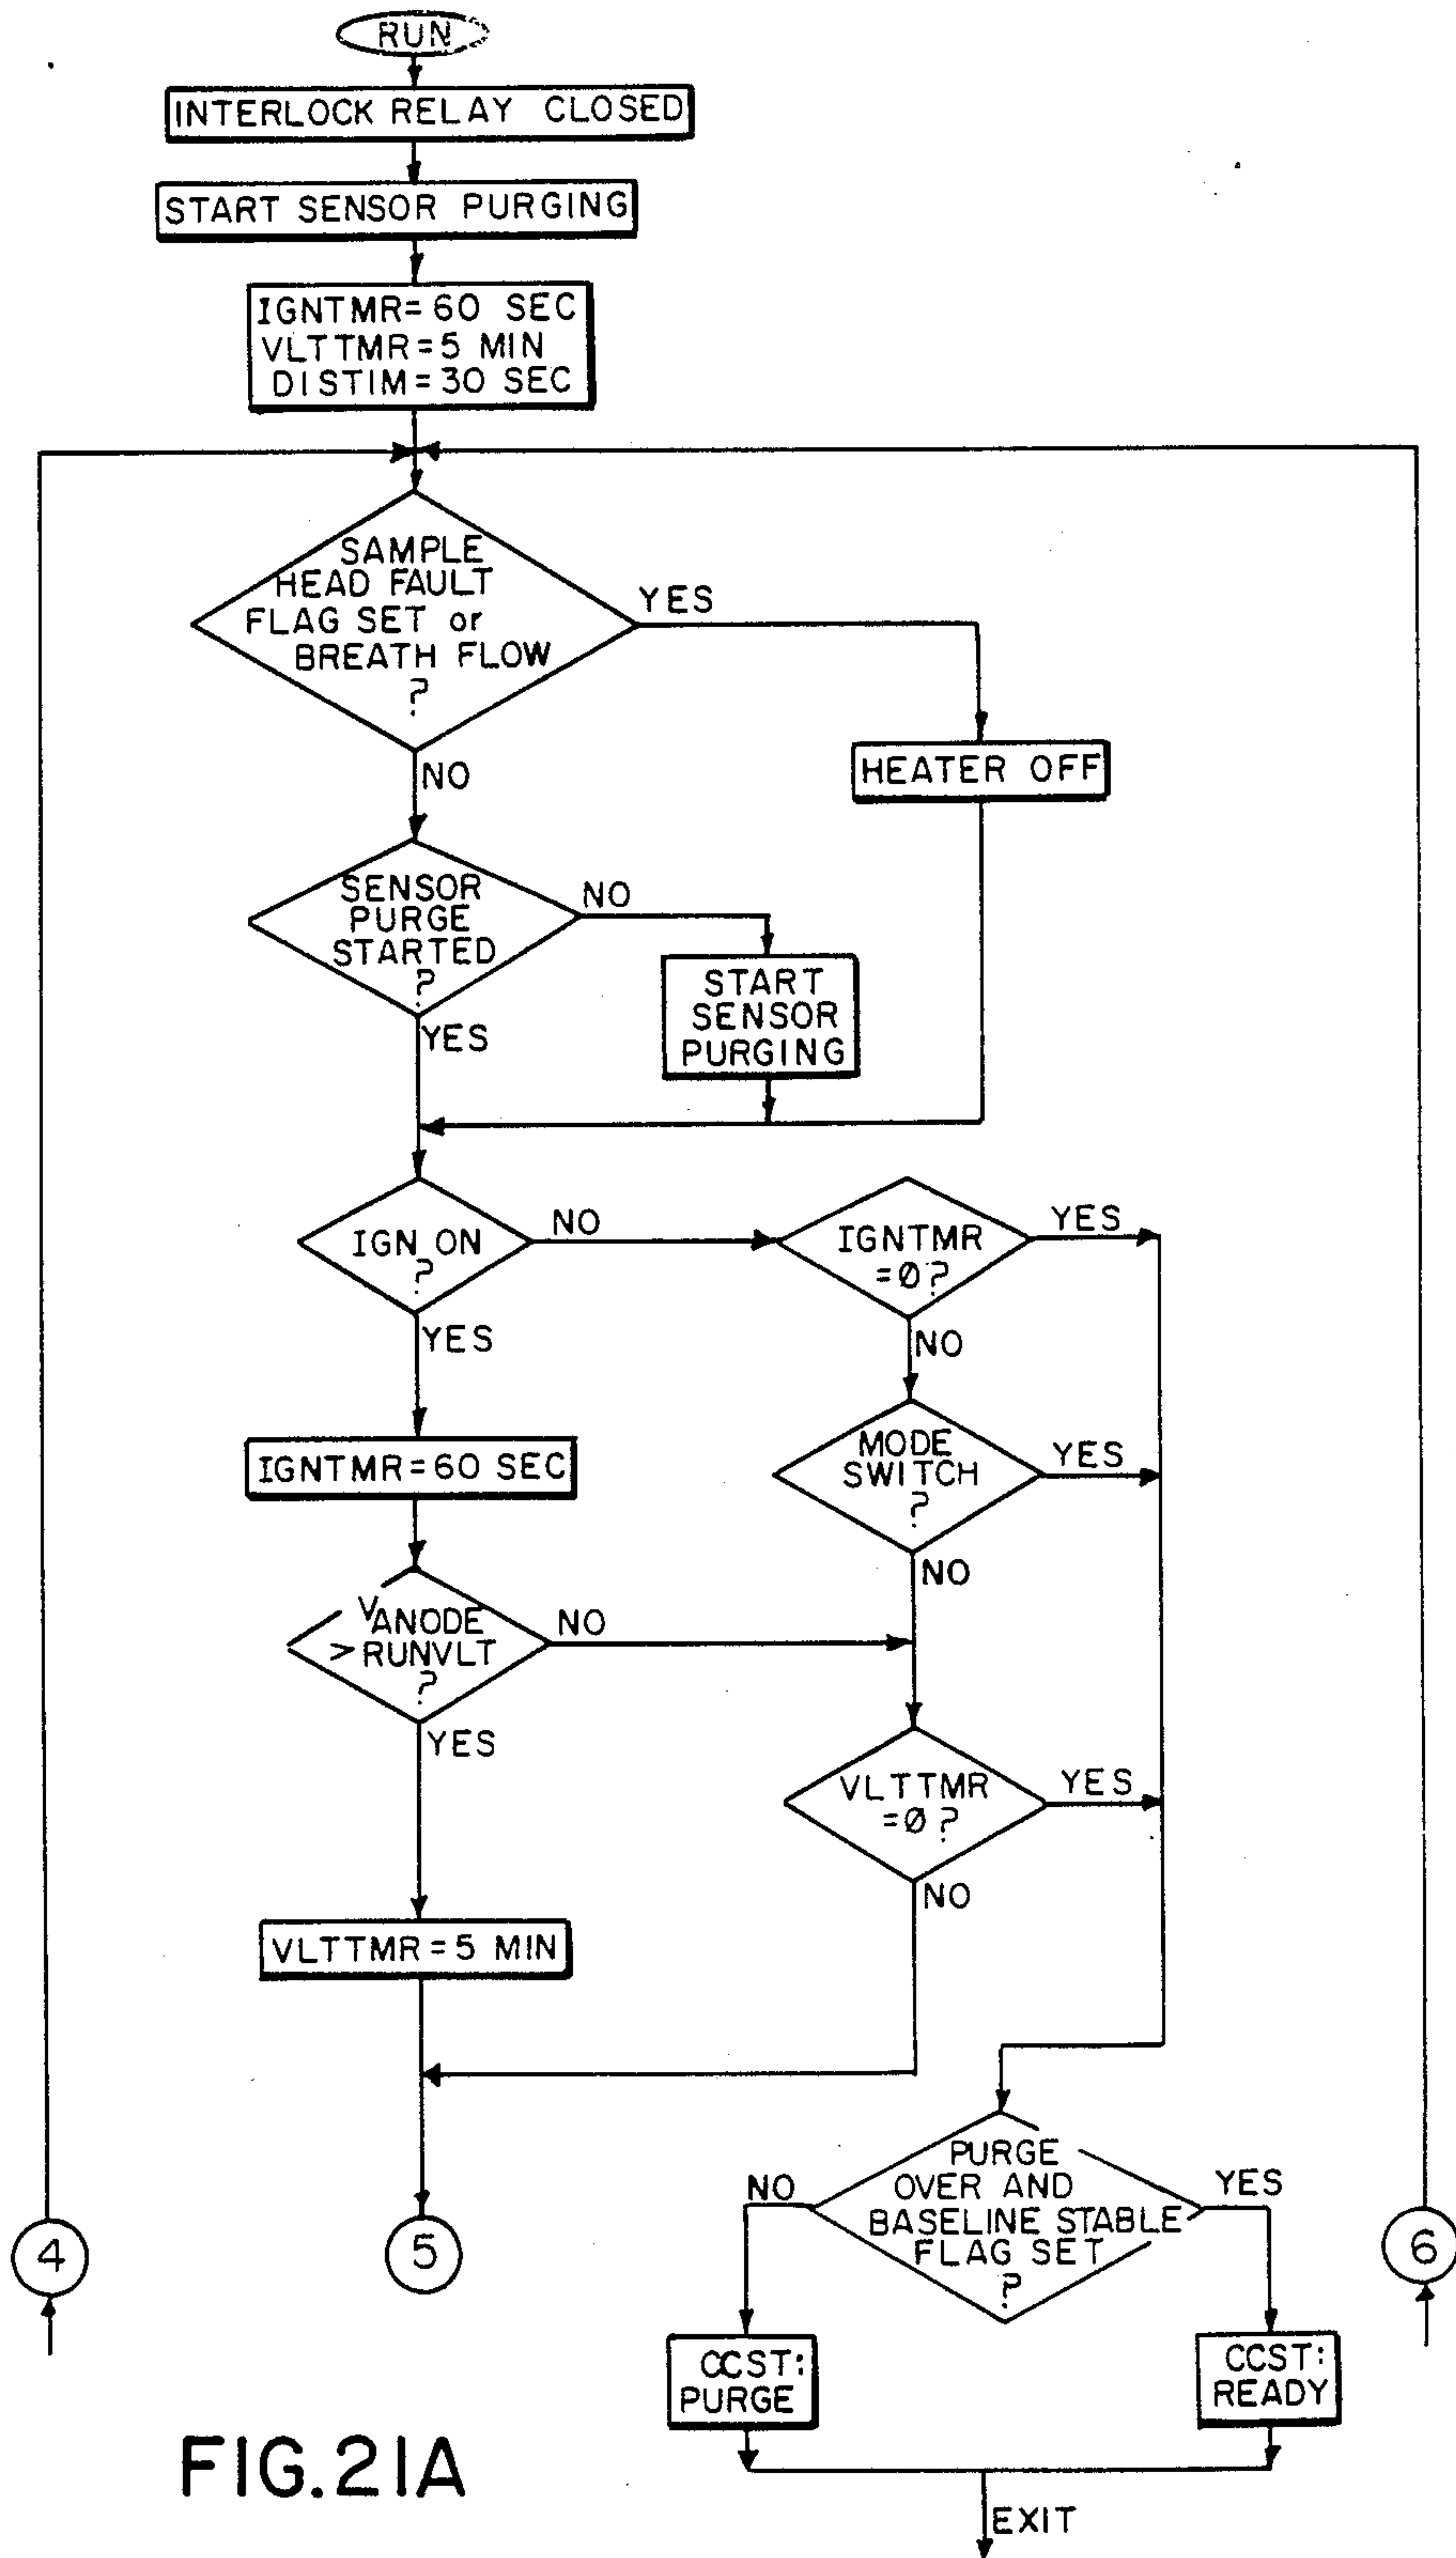 RUN
INTERLOCK RELAY CLOSED
START SENSOR PURGING
IGNTMR=60 SEC
VLTTMR=5 MIN
DISTIM=30 SEC
SAMPLE
HEAD FAULT
FLAG SET or
BREATH FLOW
?
YES
HEATER OFF
NO
SENSOR
PURGE
STARTED
?
NO
START
SENSOR
PURGING
YES
IGN ON
?
NO
IGNTMR
=Ø?
YES
YES
NO
IGNTMR=60 SEC
MODE
SWITCH
?
YES
NO
VANODE
>RUNVLT
?
NO
YES
VLTTMR
=Ø?
YES
NO
VLTTMR=5 MIN
PURGE
OVER AND
BASELINE STABLE
FLAG SET
?
NO
YES
4
5
6
CCST:
PURGE
CCST:
READY
EXIT
FIG.21A